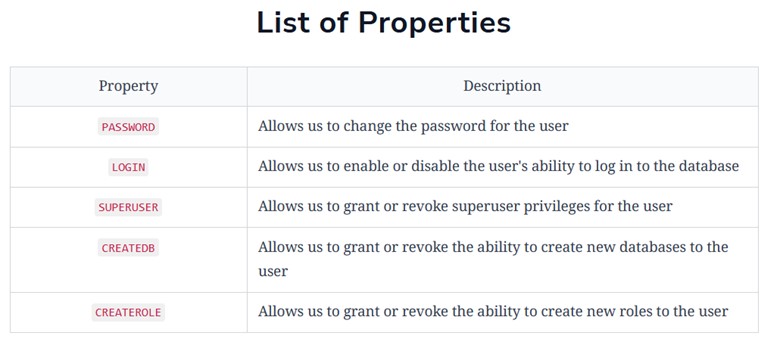 List of Properties
Property Description
PASSWORD Allows us to change the password for the user
LOGIN Allows us to enable or disable the user's ability to log in to the database
SUPERUSER Allows us to grant or revoke superuser privileges for the user
CREATEDB Allows us to grant or revoke the ability to create new databases to the
user
CREATEROLE Allows us to grant or revoke the ability to create new roles to the user